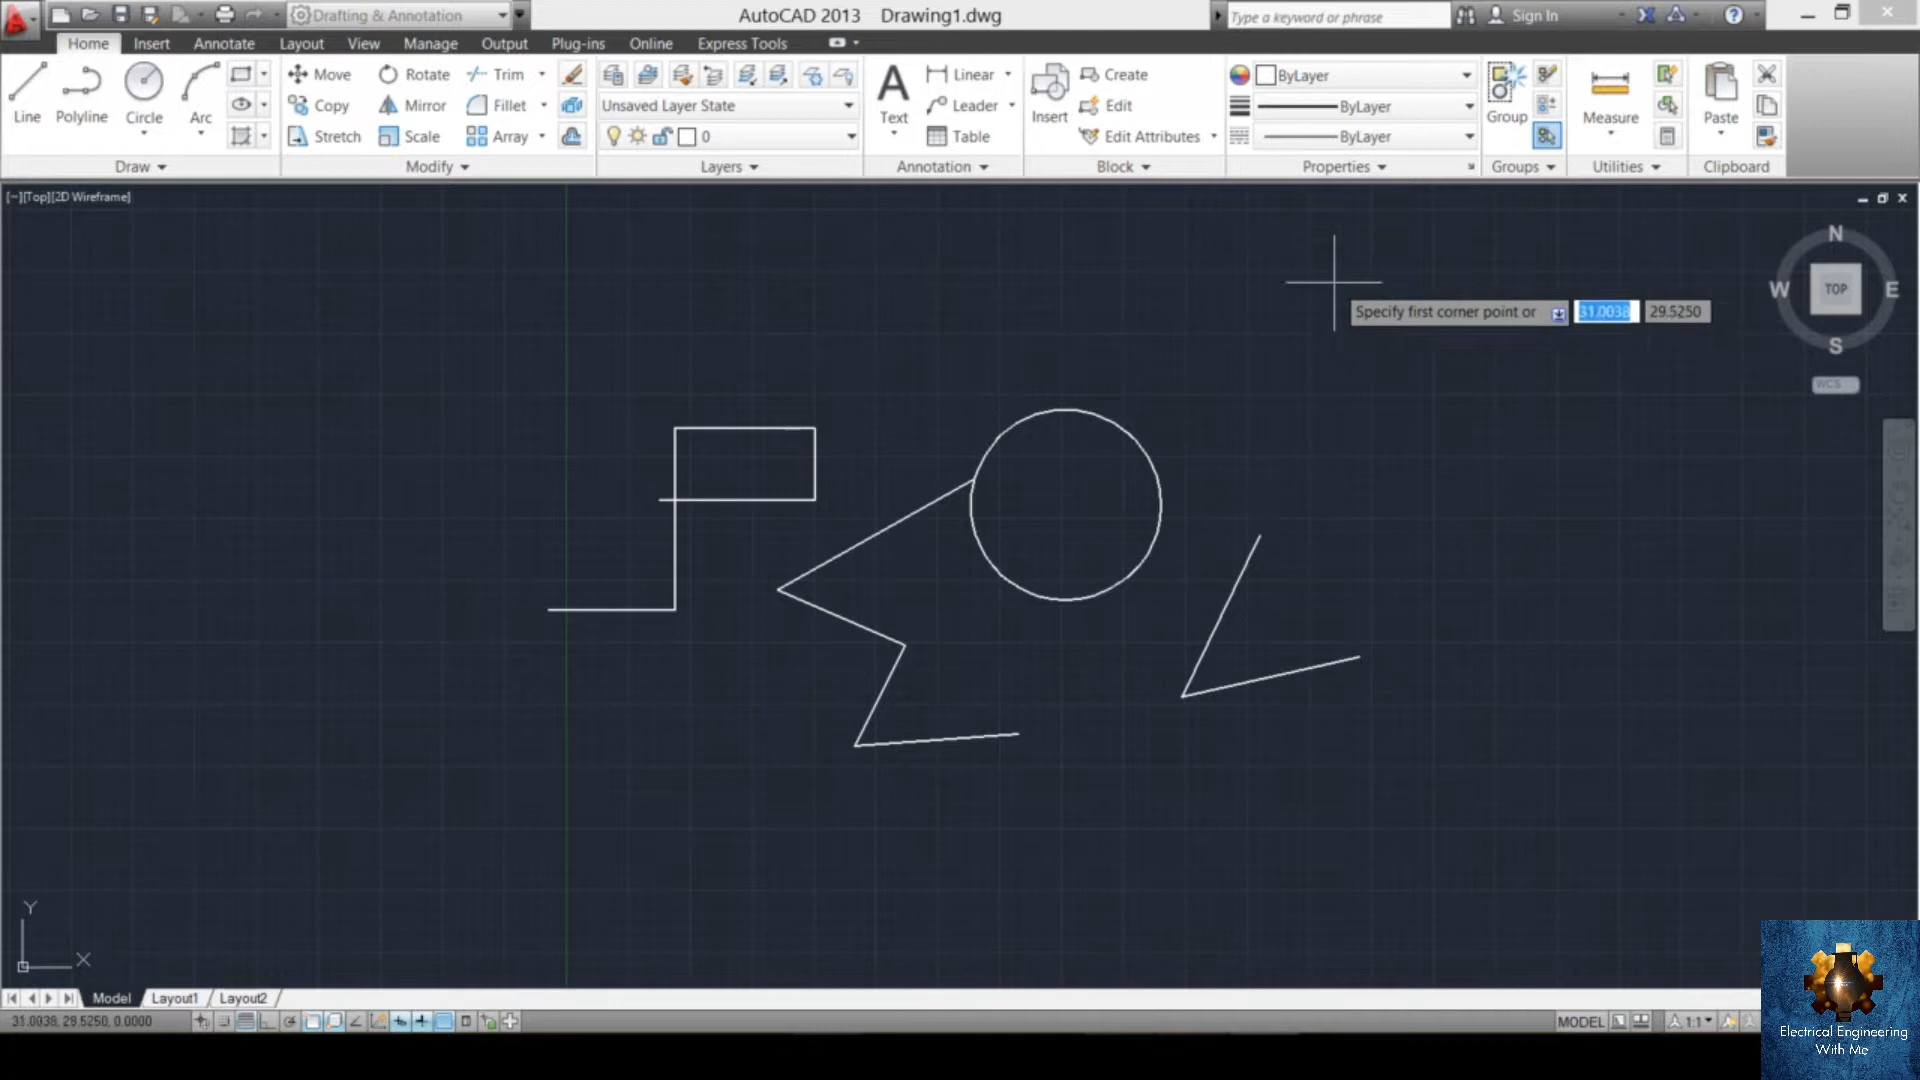 Drafting & Annotation
AutoCAD 2013 Drawing1.dwg
Type a keyword or phrase
Sign In
Home Insert Annotate Layout View Manage Output Plug-ins Online Express Tools
Line Polyline Circle Arc
Move Rotate Trim
Copy Mirror Fillet
Stretch Scale Array
Unsaved Layer State
0
Text
Linear
Leader
Table
Insert
Create
Edit
Edit Attributes
ByLayer
ByLayer
ByLayer
Group
Measure
Paste
Draw Modify Layers Annotation Block Properties Groups Utilities Clipboard
[−][Top][2D Wireframe]
N
W TOP E
S
WCS
Specify first corner point or 31.0038 29.5250
Y
X
Model Layout1 Layout2
31.0038, 29.5250, 0.0000
MODEL 1:1
Electrical Engineering
With Me